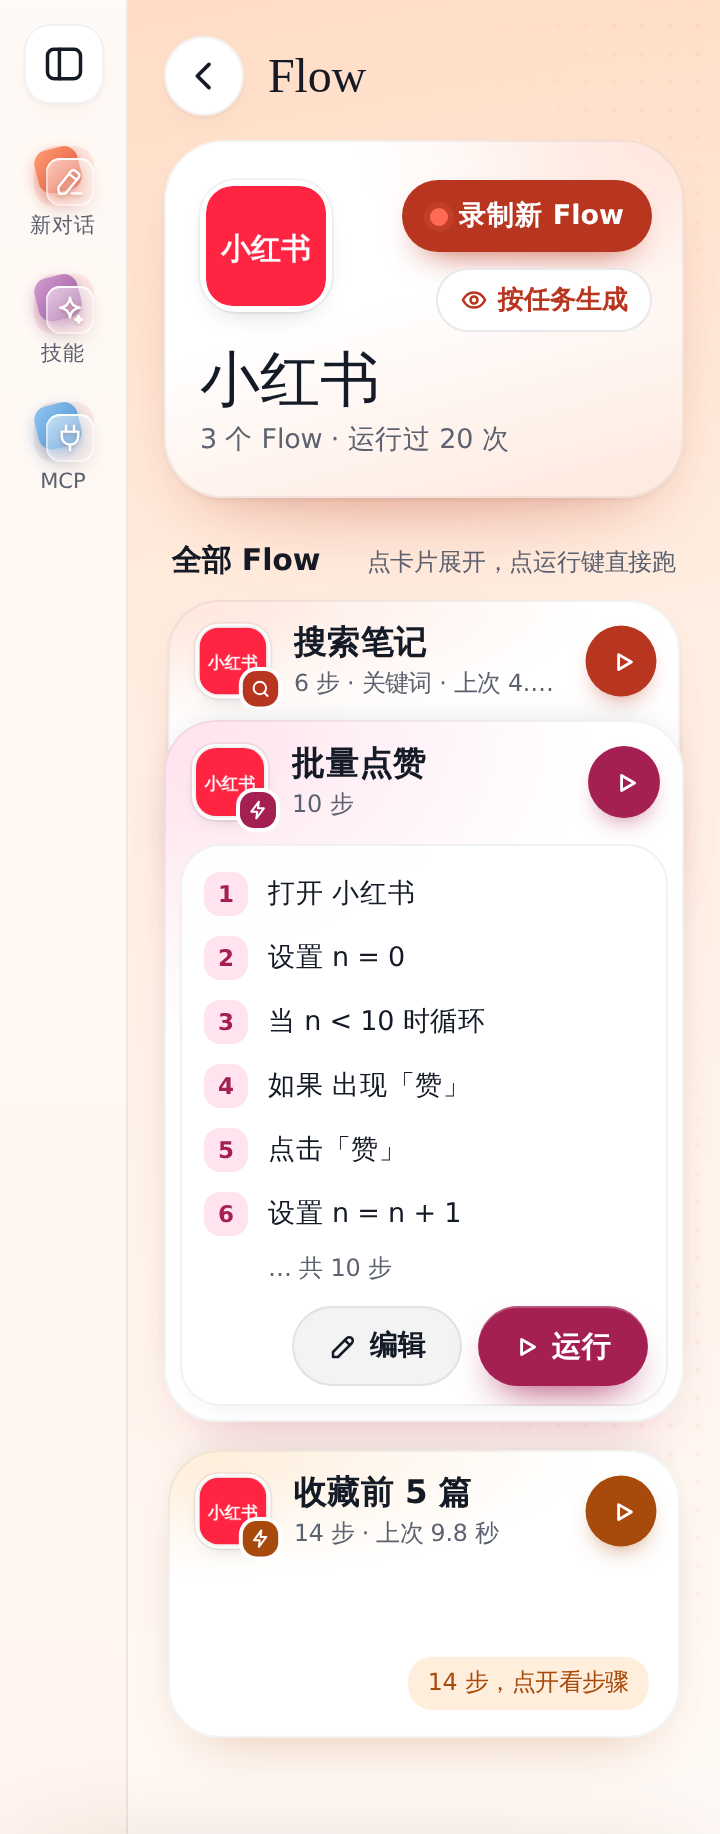 Flow
新对话
技能
MCP
小红书
录制新 Flow
按任务生成
小红书
3 个 Flow · 运行过 20 次
全部 Flow
点卡片展开，点运行键直接跑
小红书
搜索笔记
6 步 · 关键词 · 上次 4....
小红书
批量点赞
10 步
1 打开 小红书
2 设置 n = 0
3 当 n < 10 时循环
4 如果 出现「赞」
5 点击「赞」
6 设置 n = n + 1
... 共 10 步
编辑
运行
小红书
收藏前 5 篇
14 步 · 上次 9.8 秒
14 步，点开看步骤